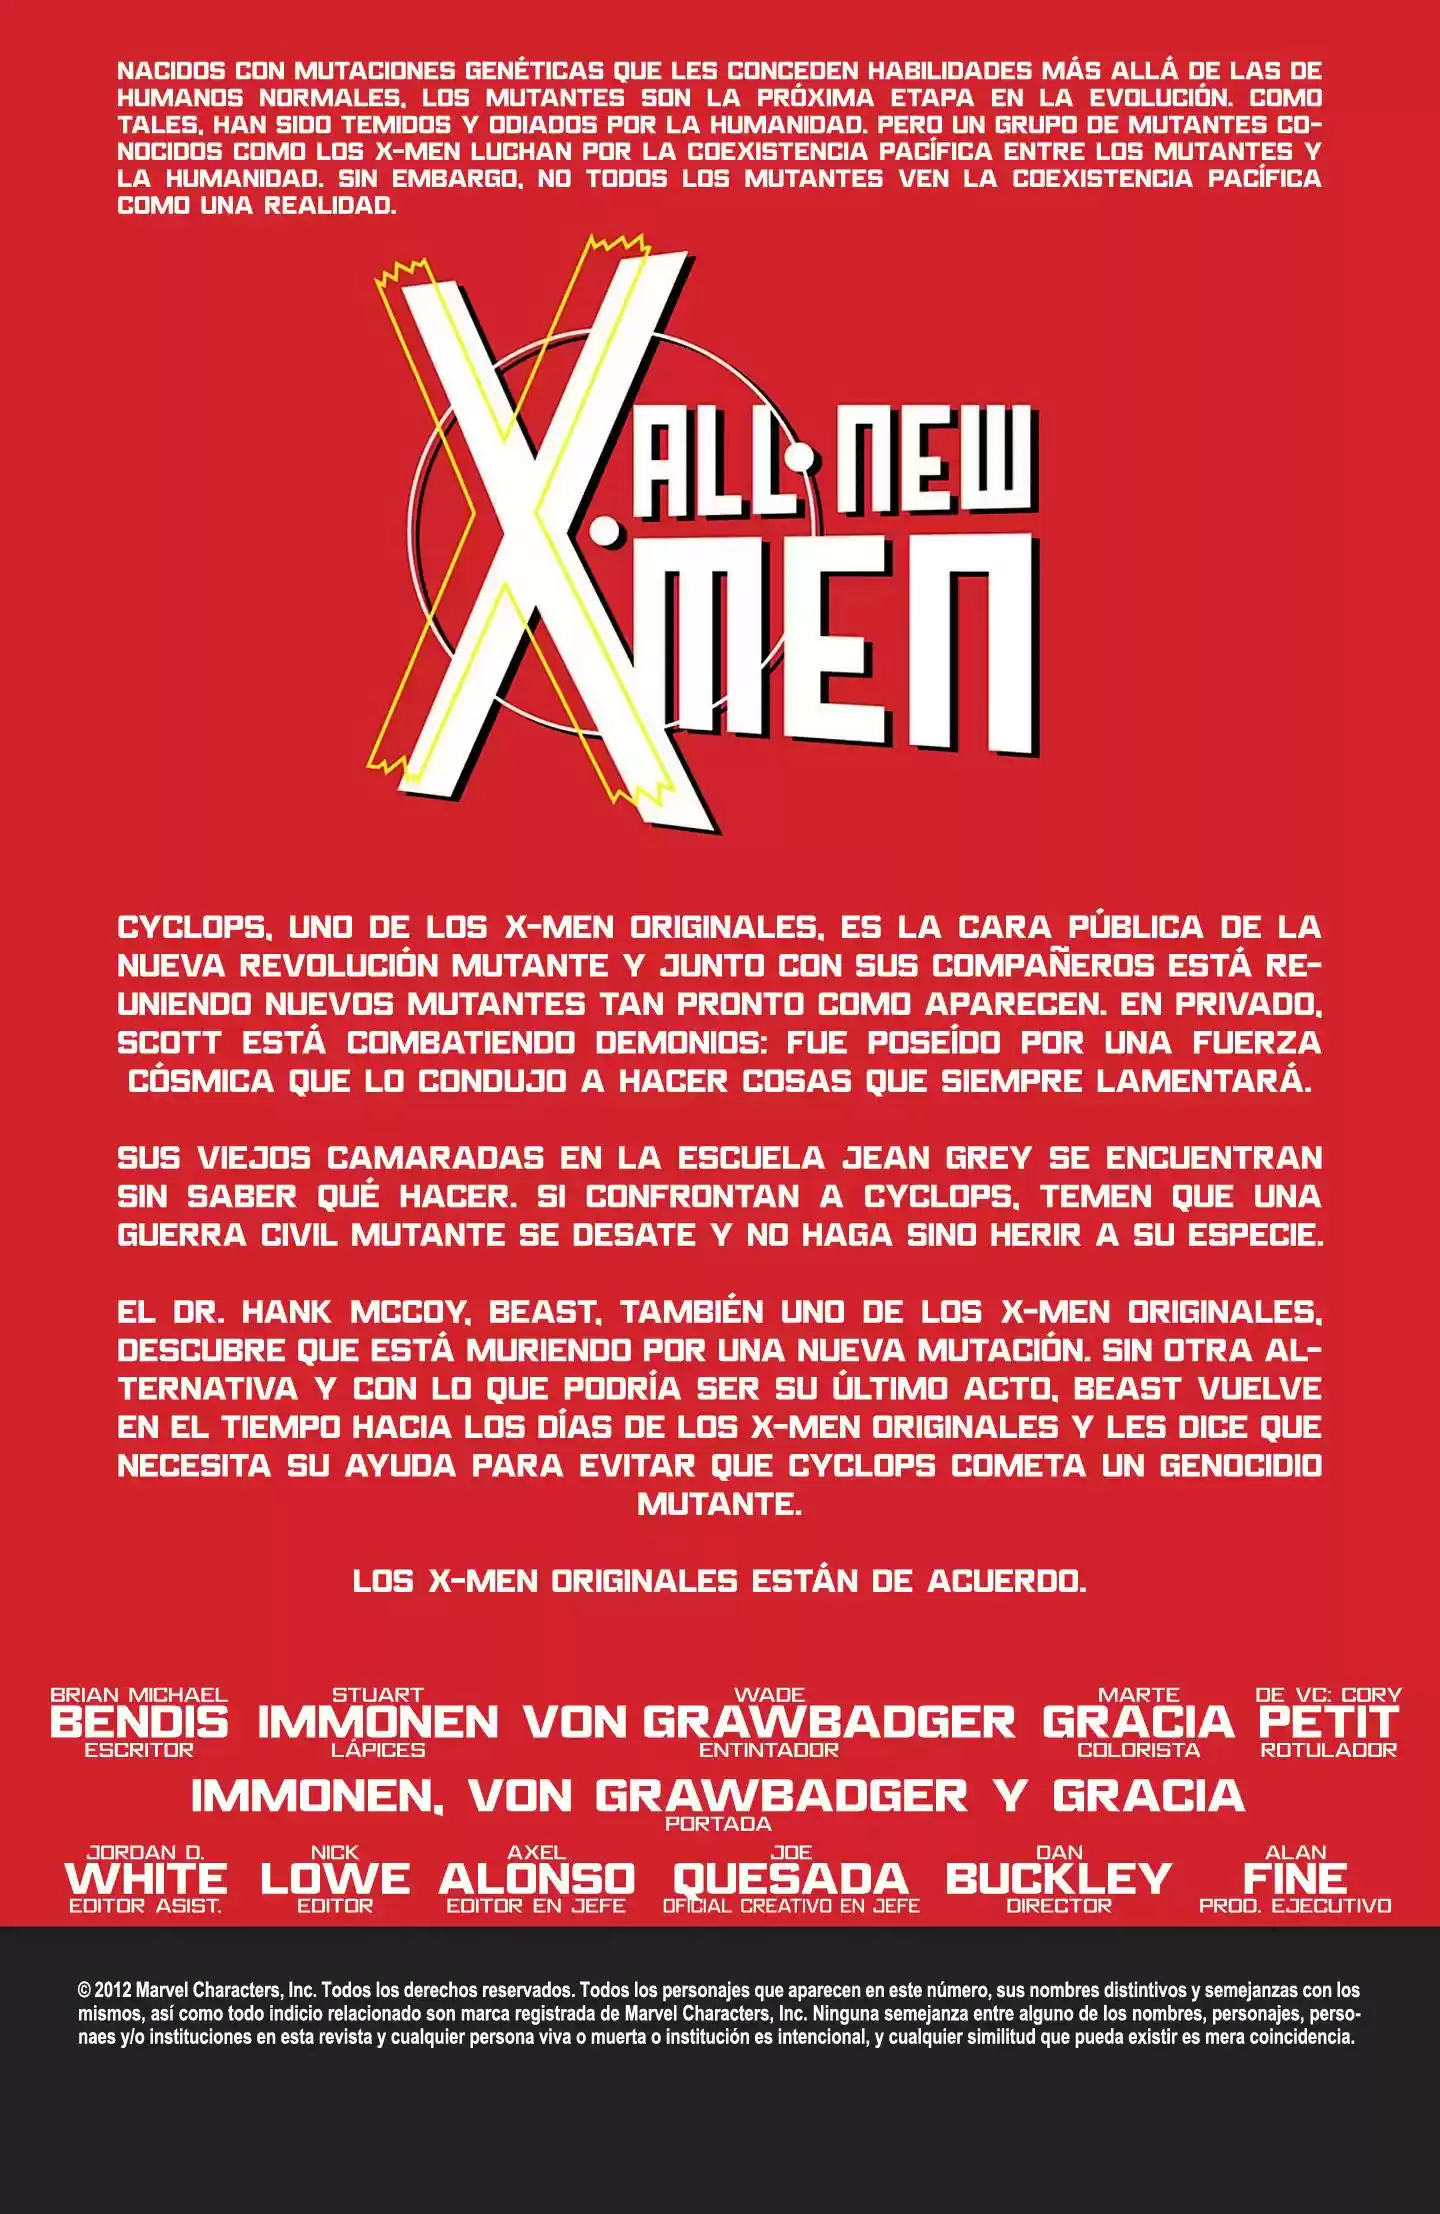 NACIDOS CON MUTACIONES GENÉTICAS QUE LES CONCEDEN HABILIDADES MÁS ALLÁ DE LAS DE
HUMANOS NORMALES, LOS MUTANTES SON LA PRÓXIMA ETAPA EN LA EVOLUCIÓN. COMO
TALES, HAN SIDO TEMIDOS Y ODIADOS POR LA HUMANIDAD. PERO UN GRUPO DE MUTANTES CO-
NOCIDOS COMO LOS X-MEN LUCHAN POR LA COEXISTENCIA PACÍFICA ENTRE LOS MUTANTES Y
LA HUMANIDAD. SIN EMBARGO, NO TODOS LOS MUTANTES VEN LA COEXISTENCIA PACÍFICA
COMO UNA REALIDAD.
ALL·NEW
X·MEN
CYCLOPS, UNO DE LOS X-MEN ORIGINALES, ES LA CARA PÚBLICA DE LA
NUEVA REVOLUCIÓN MUTANTE Y JUNTO CON SUS COMPAÑEROS ESTÁ RE-
UNIENDO NUEVOS MUTANTES TAN PRONTO COMO APARECEN. EN PRIVADO,
SCOTT ESTÁ COMBATIENDO DEMONIOS: FUE POSEÍDO POR UNA FUERZA
CÓSMICA QUE LO CONDUJO A HACER COSAS QUE SIEMPRE LAMENTARÁ.
SUS VIEJOS CAMARADAS EN LA ESCUELA JEAN GREY SE ENCUENTRAN
SIN SABER QUÉ HACER. SI CONFRONTAN A CYCLOPS, TEMEN QUE UNA
GUERRA CIVIL MUTANTE SE DESATE Y NO HAGA SINO HERIR A SU ESPECIE.
EL DR. HANK MCCOY, BEAST, TAMBIÉN UNO DE LOS X-MEN ORIGINALES,
DESCUBRE QUE ESTÁ MURIENDO POR UNA NUEVA MUTACIÓN. SIN OTRA AL-
TERNATIVA Y CON LO QUE PODRÍA SER SU ÚLTIMO ACTO, BEAST VUELVE
EN EL TIEMPO HACIA LOS DÍAS DE LOS X-MEN ORIGINALES Y LES DICE QUE
NECESITA SU AYUDA PARA EVITAR QUE CYCLOPS COMETA UN GENOCIDIO
MUTANTE.
LOS X-MEN ORIGINALES ESTÁN DE ACUERDO.
BRIAN MICHAEL STUART WADE MARTE DE VC: CORY
BENDIS IMMONEN VON GRAWBADGER GRACIA PETIT
ESCRITOR LÁPICES ENTINTADOR COLORISTA ROTULADOR
IMMONEN, VON GRAWBADGER Y GRACIA
PORTADA
JORDAN D. NICK AXEL JOE DAN ALAN
WHITE LOWE ALONSO QUESADA BUCKLEY FINE
EDITOR ASIST. EDITOR EDITOR EN JEFE OFICIAL CREATIVO EN JEFE DIRECTOR PROD. EJECUTIVO
© 2012 Marvel Characters, Inc. Todos los derechos reservados. Todos los personajes que aparecen en este número, sus nombres distintivos y semejanzas con los
mismos, así como todo indicio relacionado son marca registrada de Marvel Characters, Inc. Ninguna semejanza entre alguno de los nombres, personajes, perso-
naes y/o instituciones en esta revista y cualquier persona viva o muerta o institución es intencional, y cualquier similitud que pueda existir es mera coincidencia.